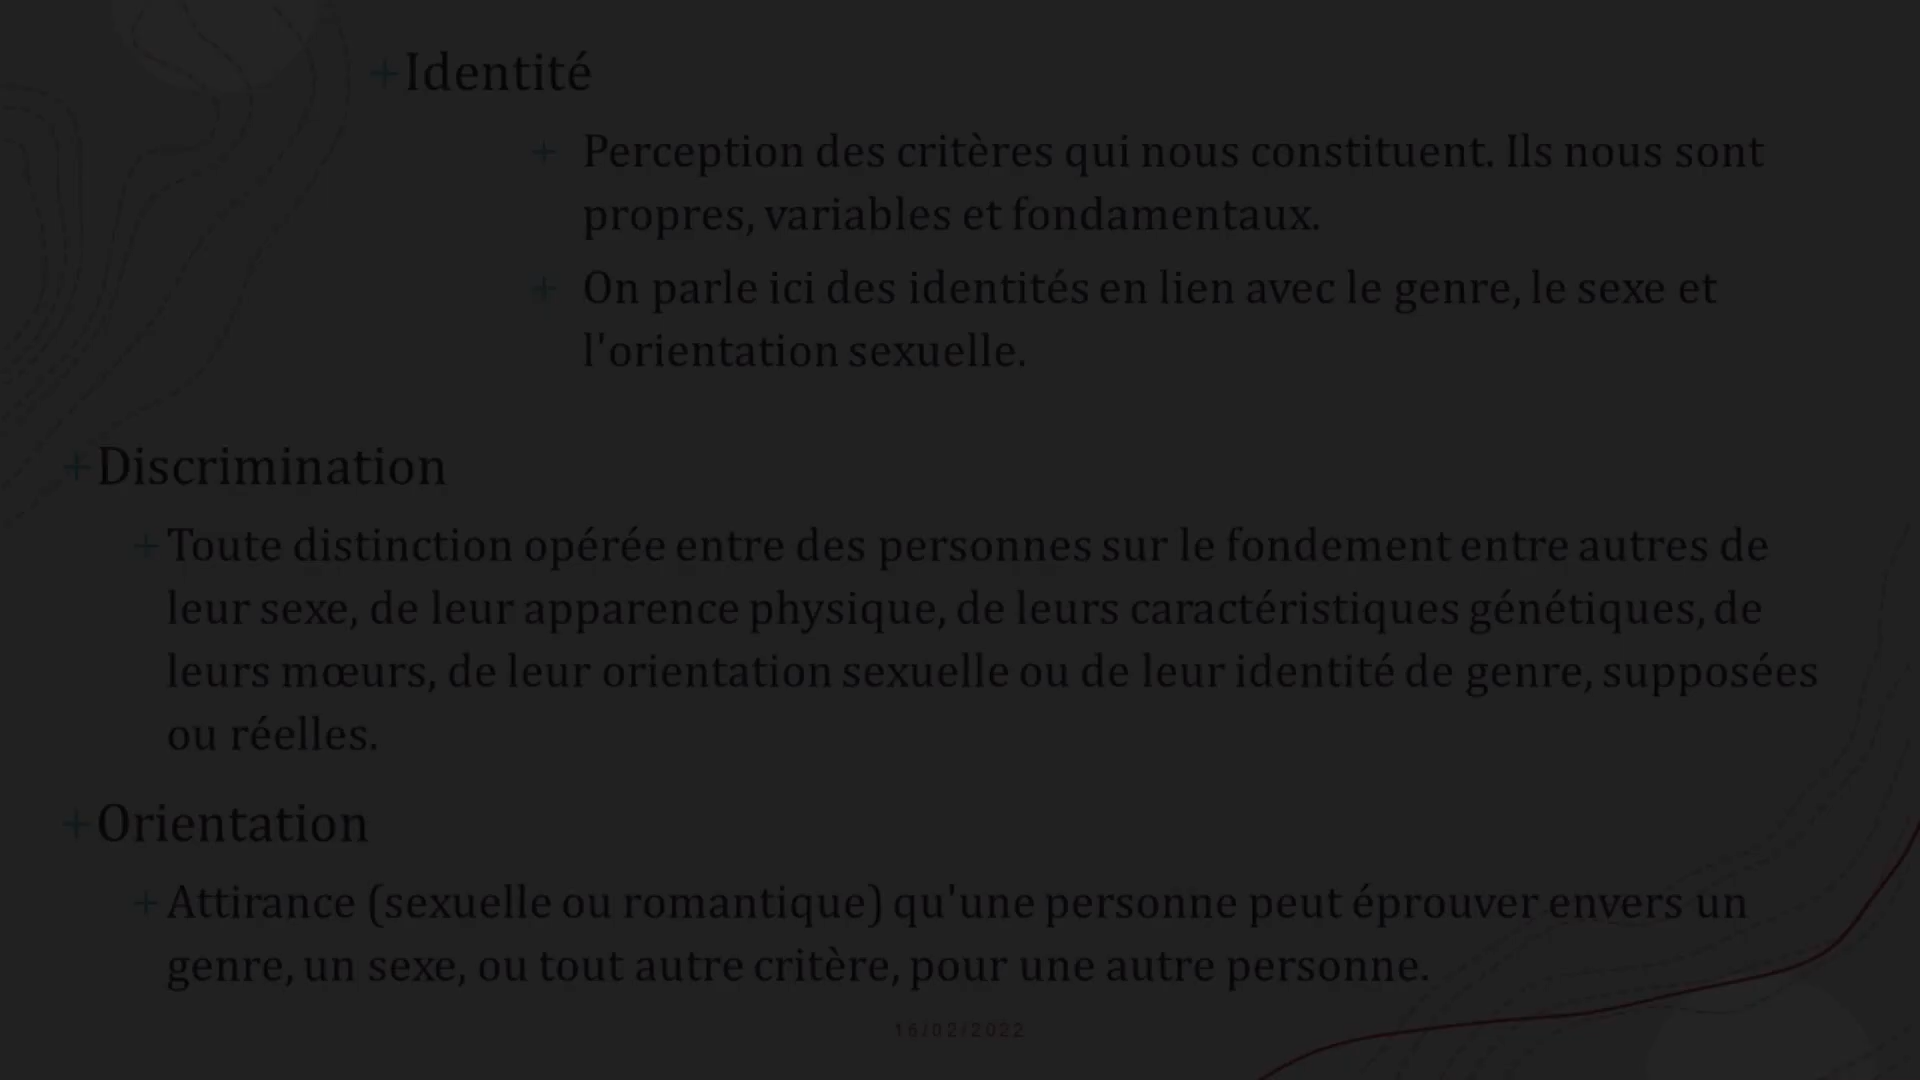 +Identité
+ Perception des critères qui nous constituent. Ils nous sont
propres, variables et fondamentaux.
+ On parle ici des identités en lien avec le genre, le sexe et
l'orientation sexuelle.
+Discrimination
+Toute distinction opérée entre des personnes sur le fondement entre autres de
leur sexe, de leur apparence physique, de leurs caractéristiques génétiques, de
leurs mœurs, de leur orientation sexuelle ou de leur identité de genre, supposées
ou réelles.
+Orientation
+Attirance (sexuelle ou romantique) qu'une personne peut éprouver envers un
genre, un sexe, ou tout autre critère, pour une autre personne.
16/02/2022